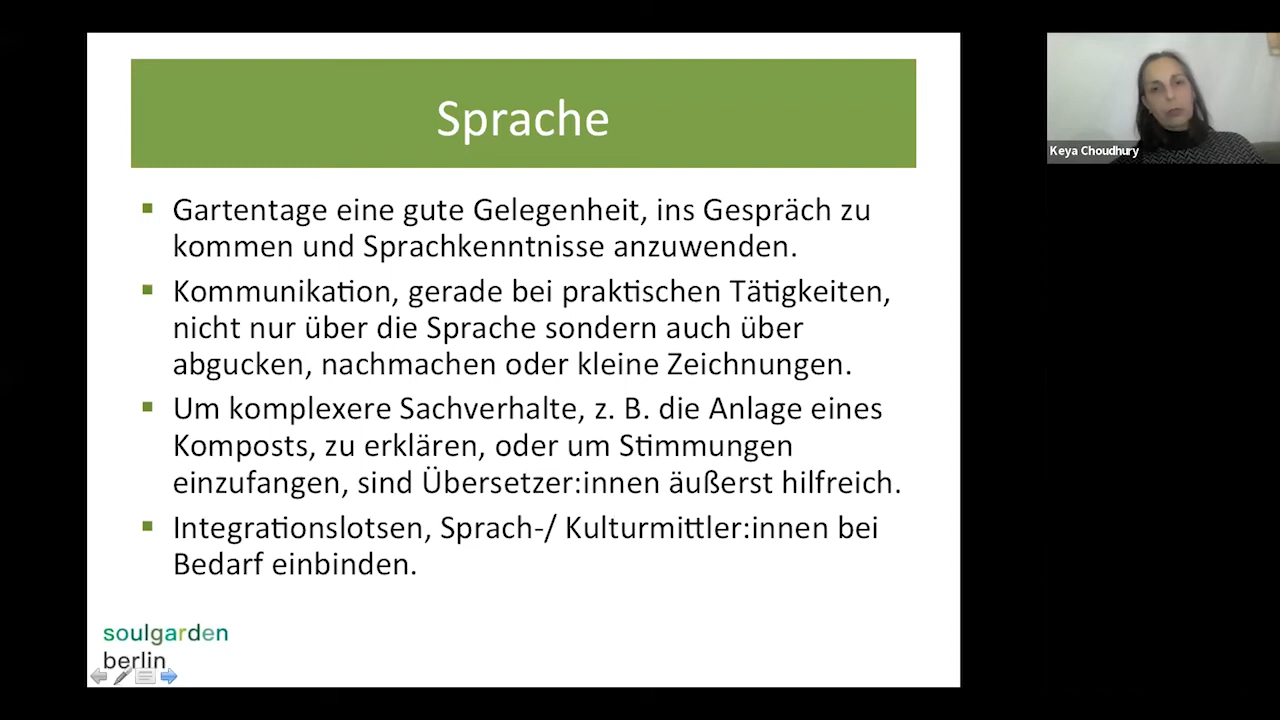 Sprache
Gartentage eine gute Gelegenheit, ins Gespräch zu
kommen und Sprachkenntnisse anzuwenden.
Kommunikation, gerade bei praktischen Tätigkeiten,
nicht nur über die Sprache sondern auch über
abgucken, nachmachen oder kleine Zeichnungen.
Um komplexere Sachverhalte, z. B. die Anlage eines
Komposts, zu erklären, oder um Stimmungen
einzufangen, sind Übersetzer:innen äußerst hilfreich.
Integrationslotsen, Sprach-/ Kulturmittler:innen bei
Bedarf einbinden.
soulgarden
berlin
Keya Choudhury